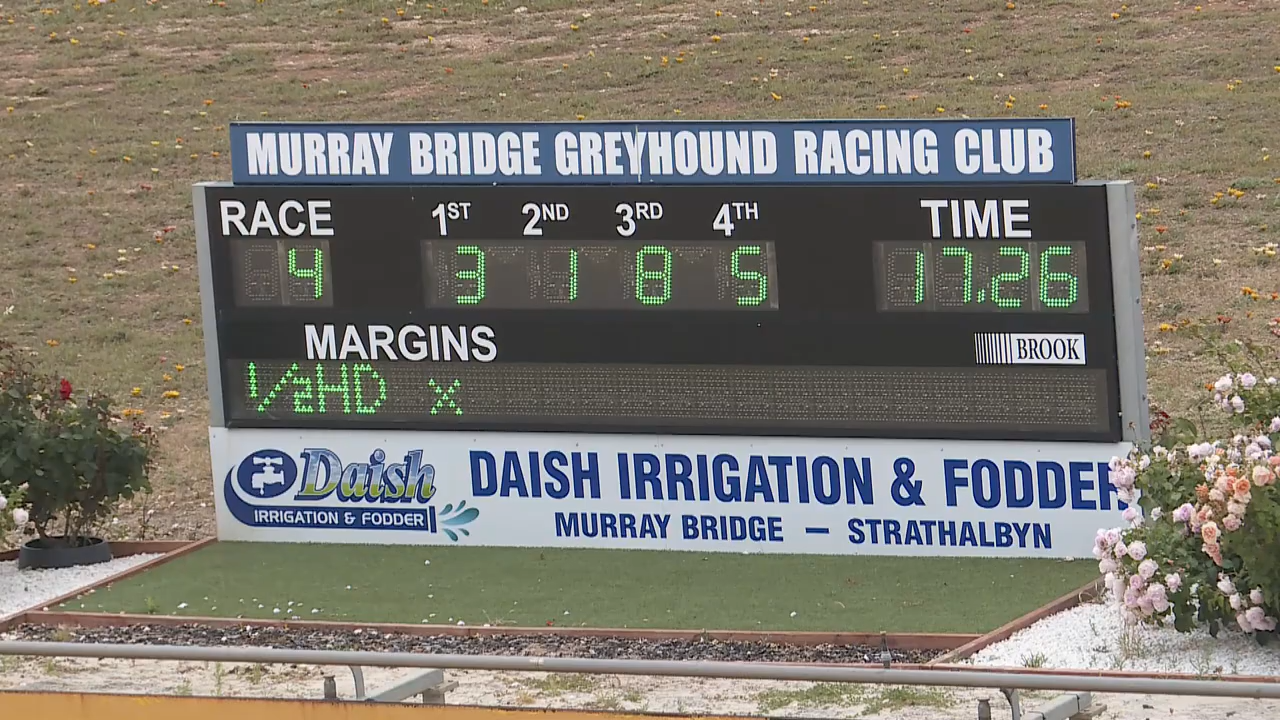 MURRAY BRIDGE GREYHOUND RACING CLUB
RACE 1ST 2ND 3RD 4TH TIME
4 3 1 8 5 17.26
MARGINS
BROOK
1/2HD x
Daish
IRRIGATION & FODDER
DAISH IRRIGATION & FODDER
MURRAY BRIDGE — STRATHALBYN